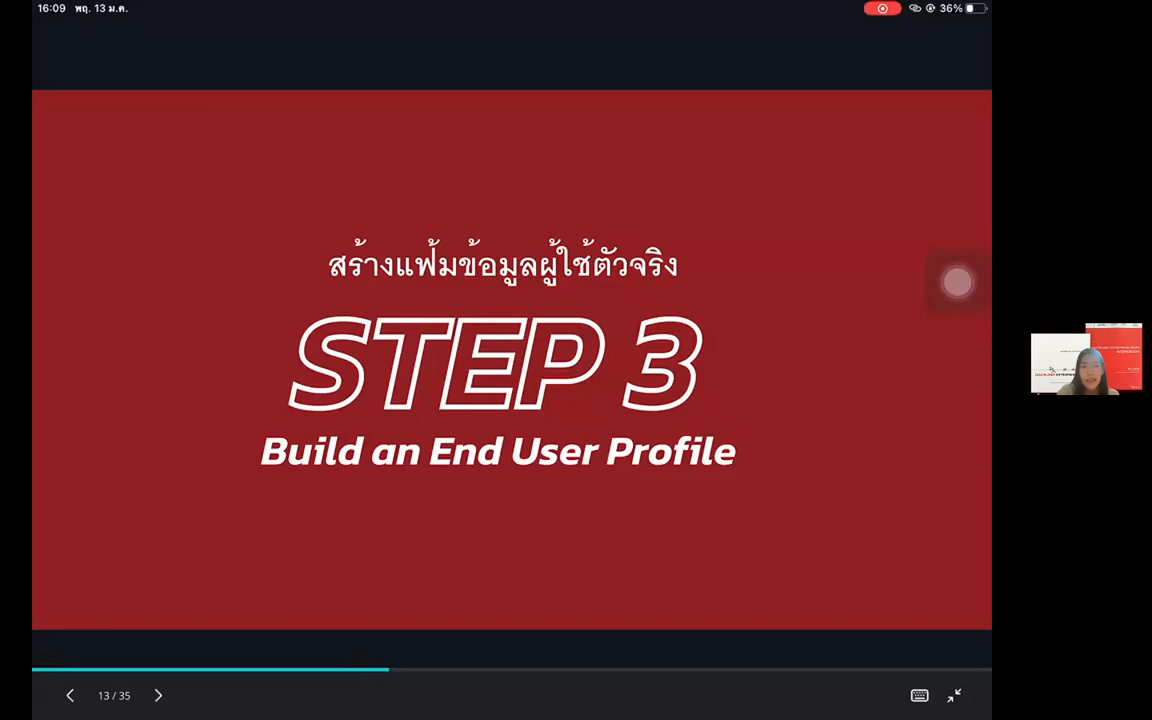 16:09 พฤ. 13 ม.ค.
36%
สร้างแฟ้มข้อมูลผู้ใช้ตัวจริง
STEP 3
Build an End User Profile
13 / 35